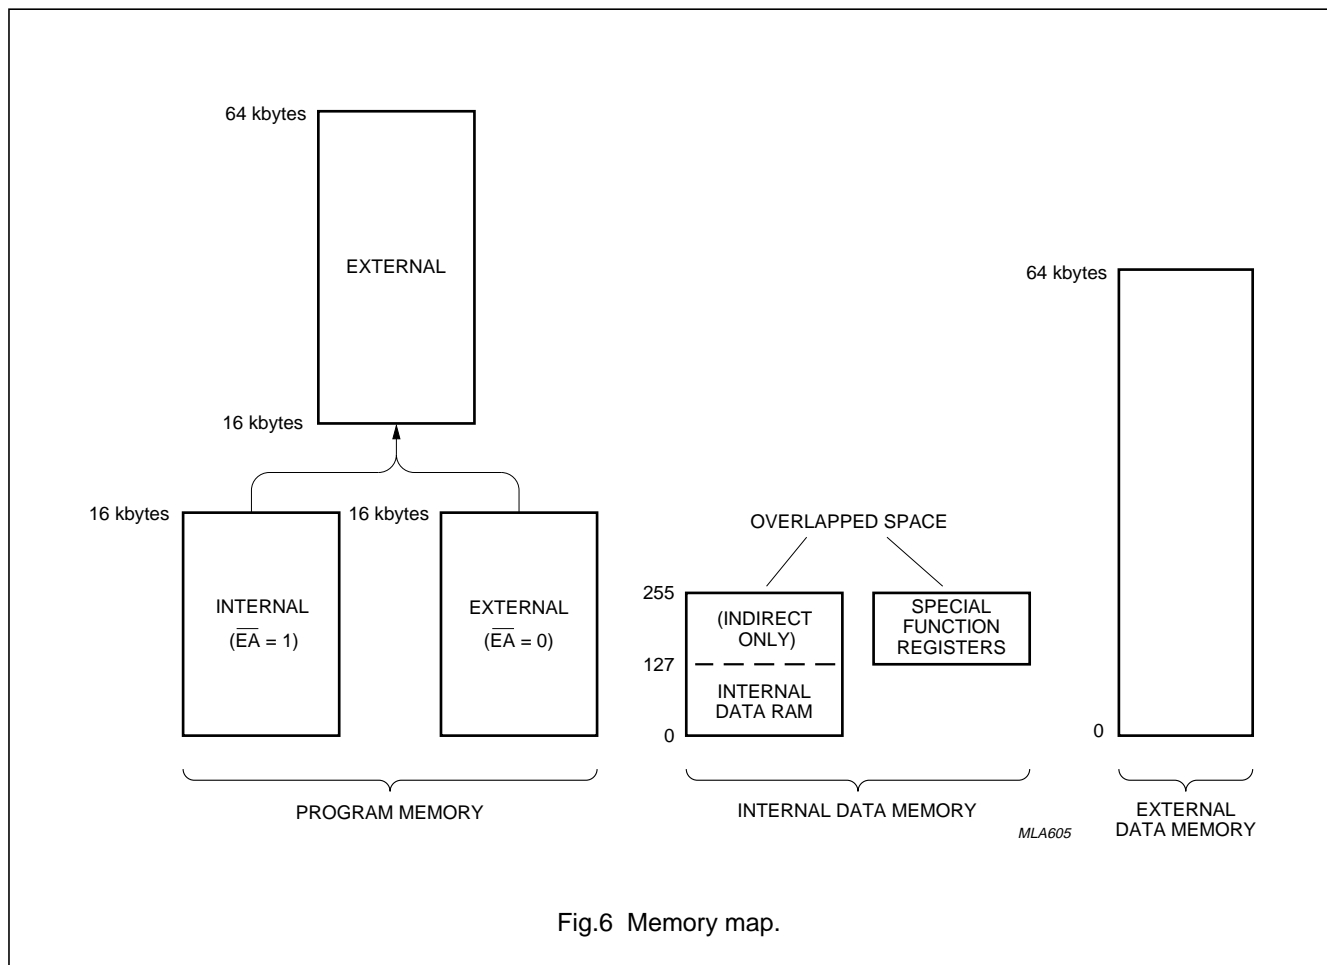 64 kbytes
EXTERNAL
16 kbytes
16 kbytes
INTERNAL
(E̅A̅ = 1)
16 kbytes
EXTERNAL
(E̅A̅ = 0)
PROGRAM MEMORY
OVERLAPPED SPACE
255
(INDIRECT
ONLY)
127
INTERNAL
DATA RAM
0
SPECIAL
FUNCTION
REGISTERS
INTERNAL DATA MEMORY
64 kbytes
0
EXTERNAL
DATA MEMORY
MLA605
Fig.6 Memory map.